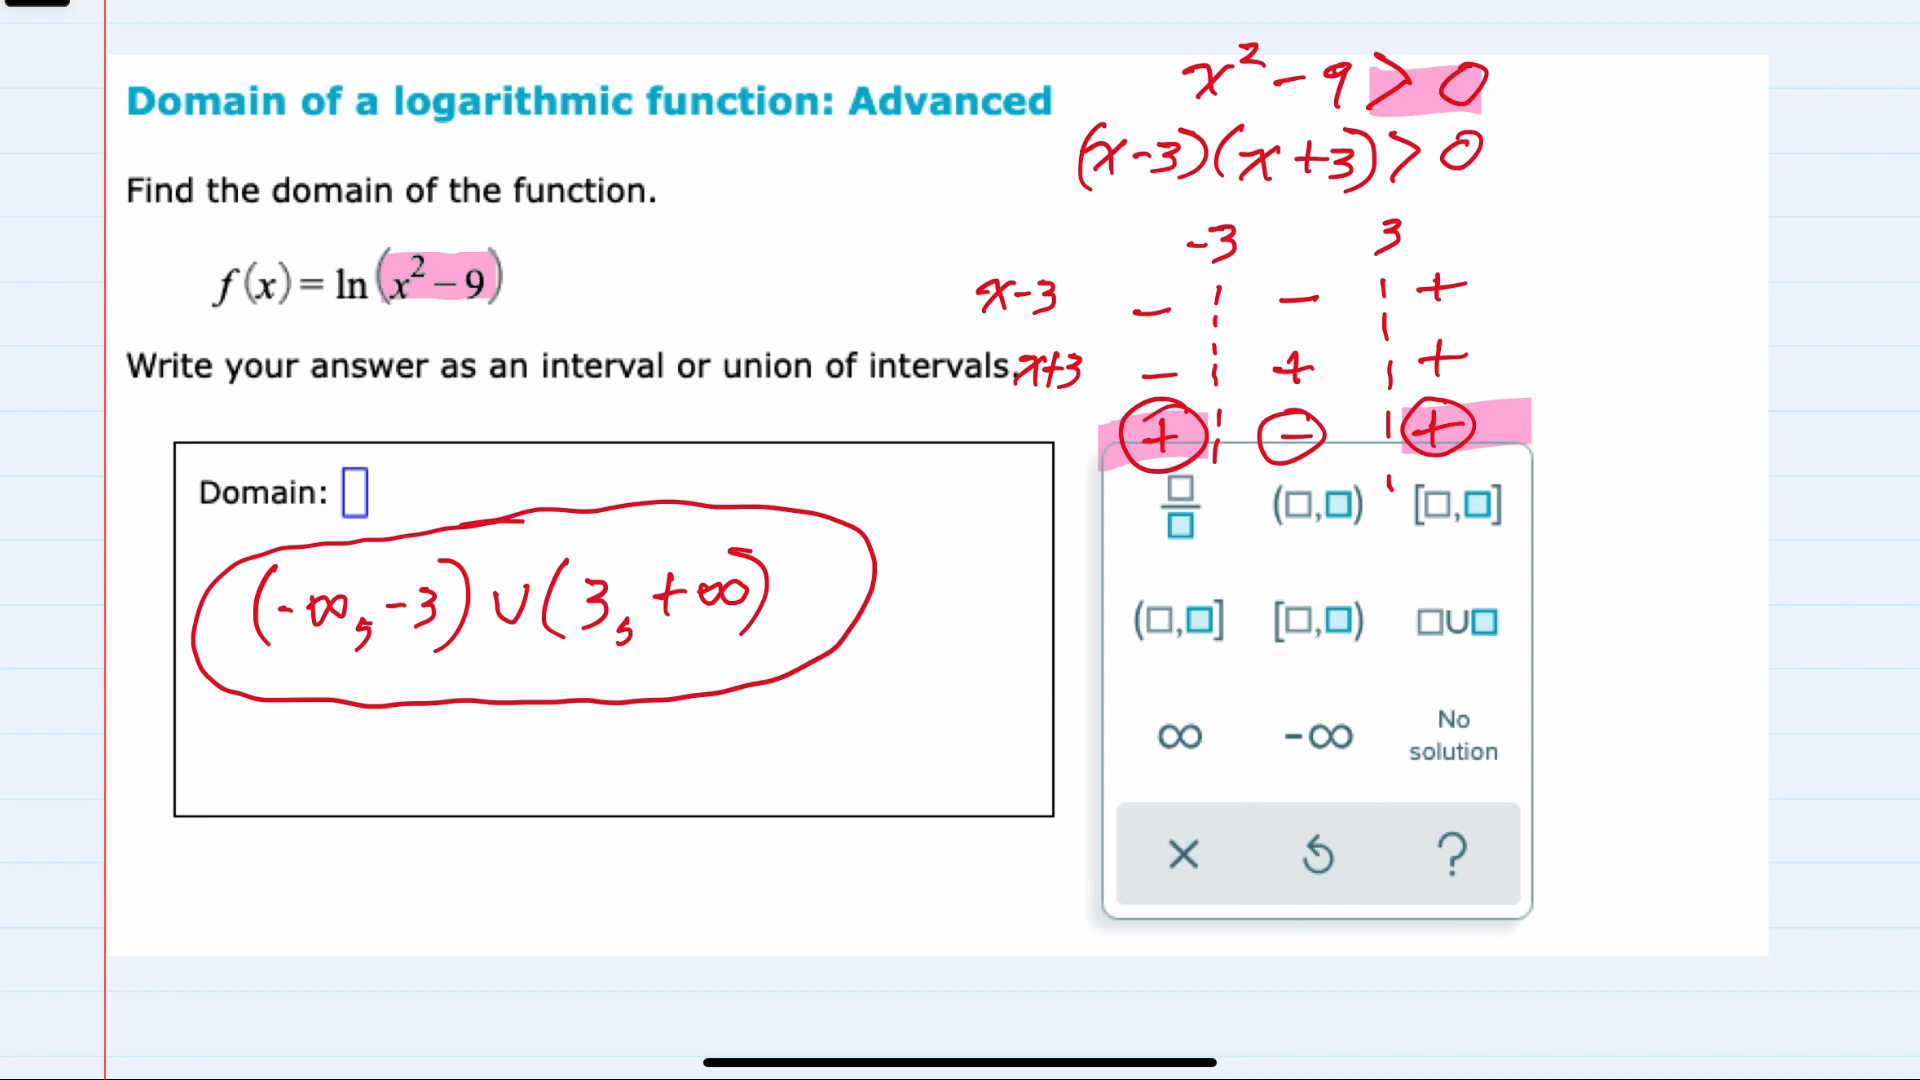 Domain of a logarithmic function: Advanced
Find the domain of the function.
f(x) = ln(x² − 9)
Write your answer as an interval or union of intervals.
Domain:
(-∞, -3) ∪ (3, +∞)
x² - 9 > 0
(x-3)(x+3) > 0
-3 3
x-3 - - +
x+3 - + +
+ - +
(□,□) [□,□]
(□,□] [□,□) □∪□
∞ -∞ No solution
× ↺ ?